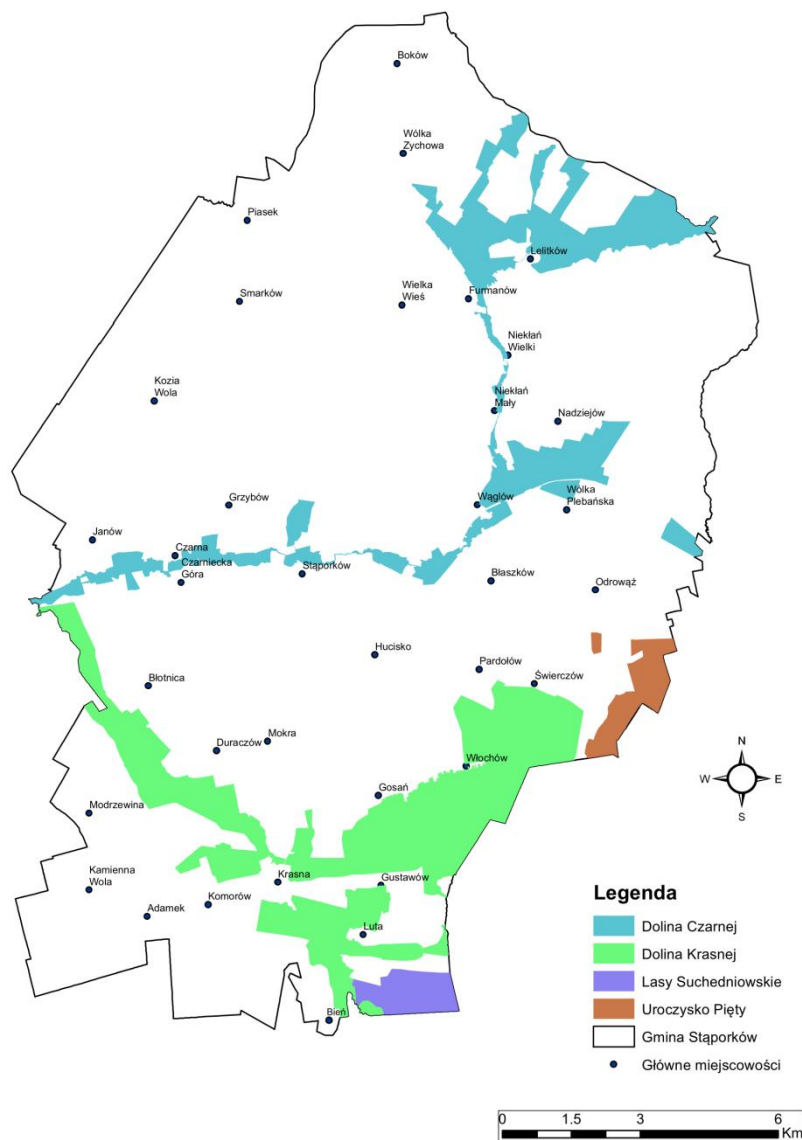 Boków
Wólka
Zychowa
Piasek
Lelitków
Smarków
Wielka
Wieś
Furmanów
Niekłań
Wielki
Kozia
Wola
Niekłań
Mały
Nadziejów
Grzybów
Wąglów
Wólka
Plebańska
Janów
Czarna
Czarniecka
Góra
Stąporków
Błaszków
Odrowąż
Hucisko
Pardołów
Świerczów
Błotnica
Mokra
Duraczów
Włochów
Gosań
Modrzewina
Kamienna
Wola
Krasna
Gustawów
Komorów
Adamek
Luta
Bień
N
W
E
S
Legenda
Dolina Czarnej
Dolina Krasnej
Lasy Suchedniowskie
Uroczysko Pięty
Gmina Stąporków
Główne miejscowości
0 1.5 3 6
Km